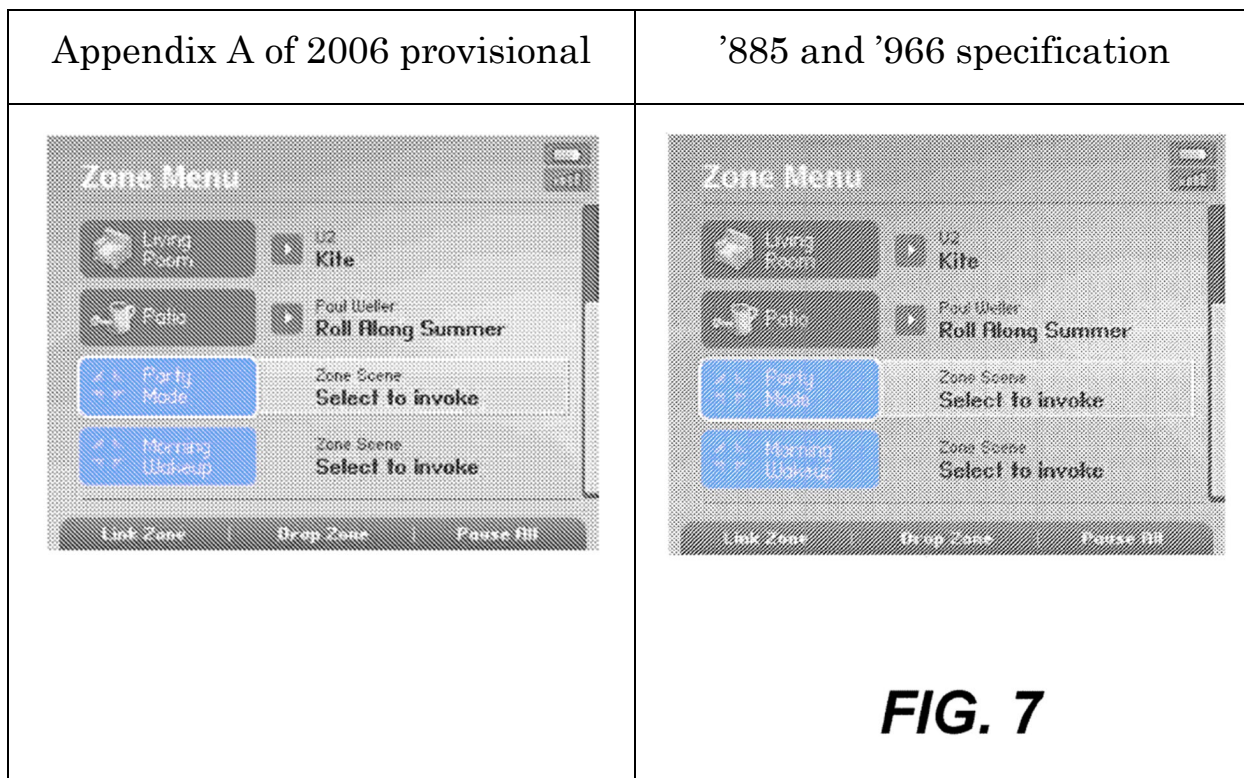 Appendix A of 2006 provisional
’885 and ’966 specification
Zone Menu
Living
Room
U2
Kite
Patio
Paul Weller
Roll Along Summer
Party
Mode
Zone Scene
Select to invoke
Morning
Wakeup
Zone Scene
Select to invoke
Link Zone | Drop Zone | Pause All
Zone Menu
Living
Room
U2
Kite
Patio
Paul Weller
Roll Along Summer
Party
Mode
Zone Scene
Select to invoke
Morning
Wakeup
Zone Scene
Select to invoke
Link Zone | Drop Zone | Pause All
FIG. 7